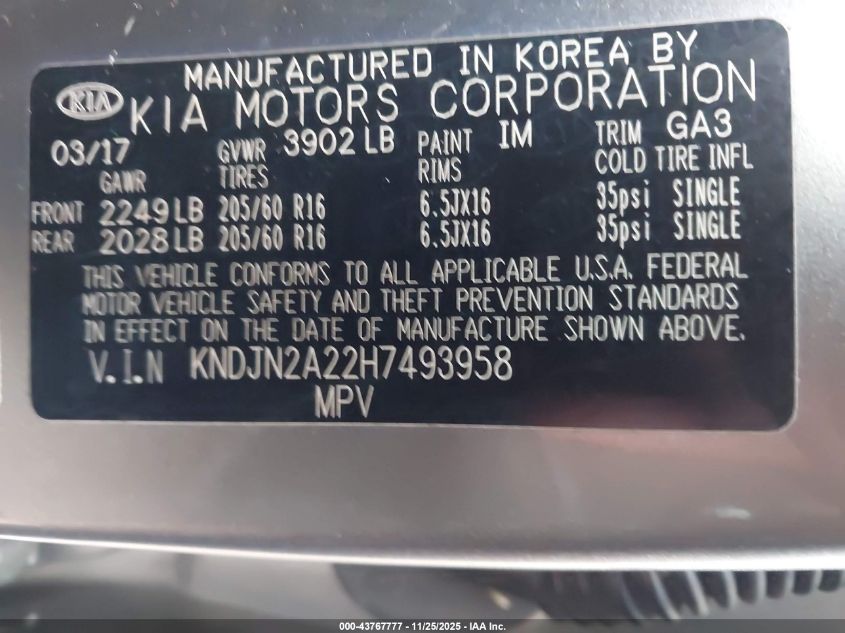 MANUFACTURED IN KOREA BY
KIA KIA MOTORS CORPORATION
03/17 GVWR 3902 LB PAINT IM TRIM GA3
GAWR TIRES RIMS COLD TIRE INFL
FRONT 2249 LB 205/60 R16 6.5JX16 35psi SINGLE
REAR 2028 LB 205/60 R16 6.5JX16 35psi SINGLE
THIS VEHICLE CONFORMS TO ALL APPLICABLE U.S.A. FEDERAL
MOTOR VEHICLE SAFETY AND THEFT PREVENTION STANDARDS
IN EFFECT ON THE DATE OF MANUFACTURE SHOWN ABOVE.
V.I.N KNDJN2A22H7493958
MPV
000-43767777 - 11/25/2025 - IAA Inc.